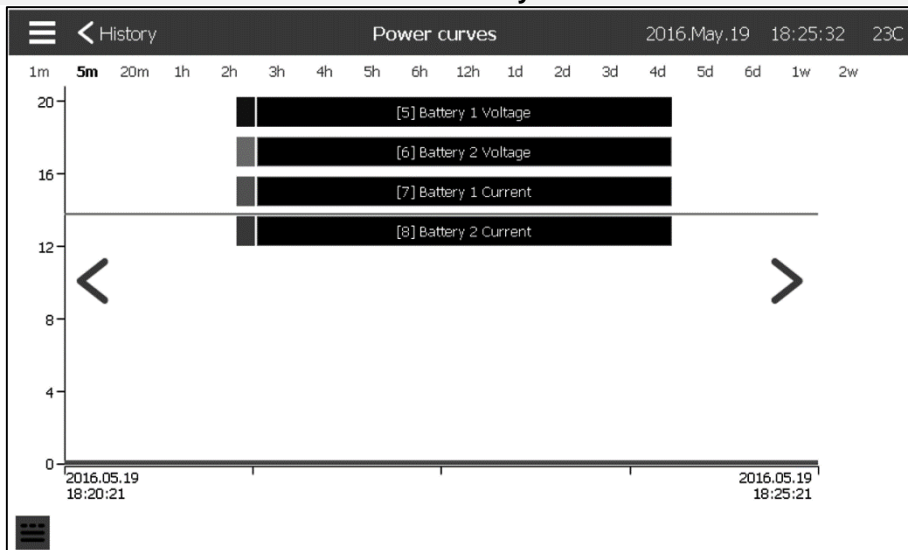 History Power curves 2016.May.19 18:25:32 23C
1m 5m 20m 1h 2h 3h 4h 5h 6h 12h 1d 2d 3d 4d 5d 6d 1w 2w
20
[5] Battery 1 Voltage
[6] Battery 2 Voltage
16
[7] Battery 1 Current
[8] Battery 2 Current
12
8
4
0
2016.05.19 2016.05.19
18:20:21 18:25:21